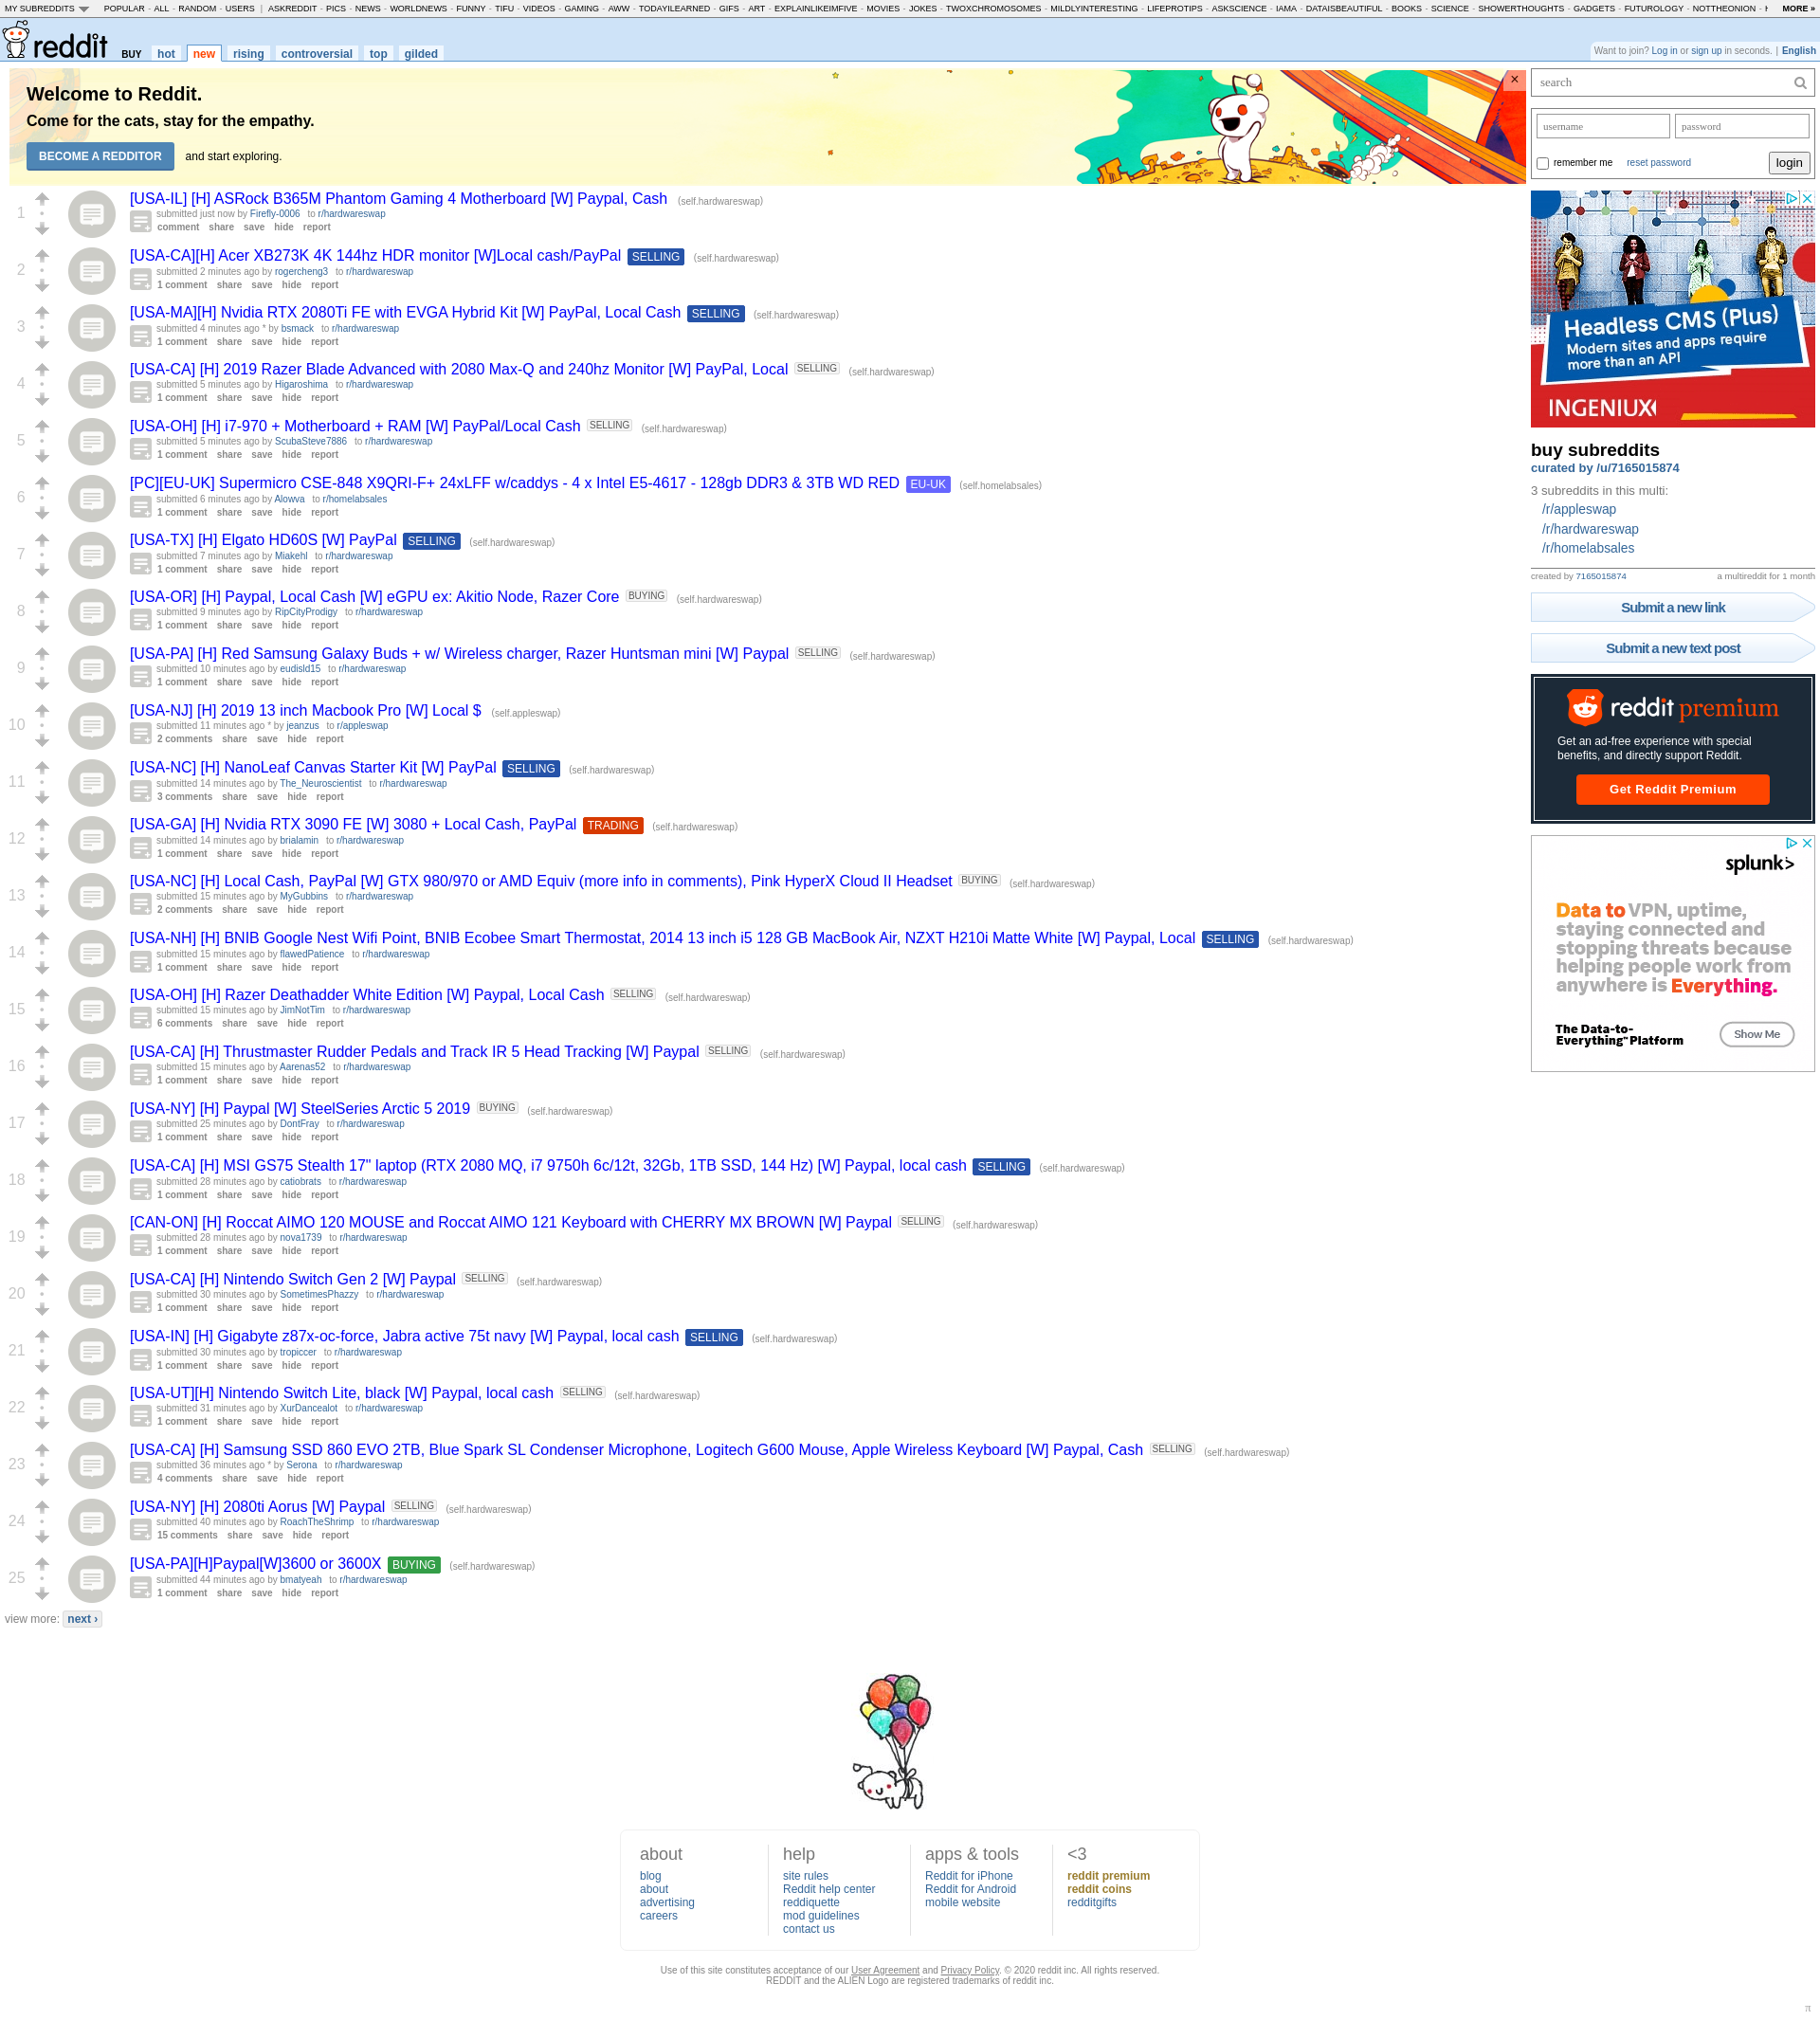 MY SUBREDDITS POPULAR - ALL - RANDOM - USERS | ASKREDDIT - PICS - NEWS - WORLDNEWS - FUNNY - TIFU - VIDEOS - GAMING - AWW - TODAYILEARNED - GIFS - ART - EXPLAINLIKEIMFIVE - MOVIES - JOKES - TWOXCHROMOSOMES - MILDLYINTERESTING - LIFEPROTIPS - ASKSCIENCE - IAMA - DATAISBEAUTIFUL - BOOKS - SCIENCE - SHOWERTHOUGHTS - GADGETS - FUTUROLOGY - NOTTHEONION - MORE »
reddit BUY hot new rising controversial top gilded
Want to join? Log in or sign up in seconds. | English
Welcome to Reddit.
Come for the cats, stay for the empathy.
BECOME A REDDITOR and start exploring.
×
1
[USA-IL] [H] ASRock B365M Phantom Gaming 4 Motherboard [W] Paypal, Cash (self.hardwareswap)
submitted just now by Firefly-0006 to r/hardwareswap
comment share save hide report
2
[USA-CA][H] Acer XB273K 4K 144hz HDR monitor [W]Local cash/PayPal SELLING (self.hardwareswap)
submitted 2 minutes ago by rogercheng3 to r/hardwareswap
1 comment share save hide report
3
[USA-MA][H] Nvidia RTX 2080Ti FE with EVGA Hybrid Kit [W] PayPal, Local Cash SELLING (self.hardwareswap)
submitted 4 minutes ago * by bsmack to r/hardwareswap
1 comment share save hide report
4
[USA-CA] [H] 2019 Razer Blade Advanced with 2080 Max-Q and 240hz Monitor [W] PayPal, Local SELLING (self.hardwareswap)
submitted 5 minutes ago by Higaroshima to r/hardwareswap
1 comment share save hide report
5
[USA-OH] [H] i7-970 + Motherboard + RAM [W] PayPal/Local Cash SELLING (self.hardwareswap)
submitted 5 minutes ago by ScubaSteve7886 to r/hardwareswap
1 comment share save hide report
6
[PC][EU-UK] Supermicro CSE-848 X9QRI-F+ 24xLFF w/caddys - 4 x Intel E5-4617 - 128gb DDR3 & 3TB WD RED EU-UK (self.homelabsales)
submitted 6 minutes ago by Alowva to r/homelabsales
1 comment share save hide report
7
[USA-TX] [H] Elgato HD60S [W] PayPal SELLING (self.hardwareswap)
submitted 7 minutes ago by Miakehl to r/hardwareswap
1 comment share save hide report
8
[USA-OR] [H] Paypal, Local Cash [W] eGPU ex: Akitio Node, Razer Core BUYING (self.hardwareswap)
submitted 9 minutes ago by RipCityProdigy to r/hardwareswap
1 comment share save hide report
9
[USA-PA] [H] Red Samsung Galaxy Buds + w/ Wireless charger, Razer Huntsman mini [W] Paypal SELLING (self.hardwareswap)
submitted 10 minutes ago by eudisld15 to r/hardwareswap
1 comment share save hide report
10
[USA-NJ] [H] 2019 13 inch Macbook Pro [W] Local $ (self.appleswap)
submitted 11 minutes ago * by jeanzus to r/appleswap
2 comments share save hide report
11
[USA-NC] [H] NanoLeaf Canvas Starter Kit [W] PayPal SELLING (self.hardwareswap)
submitted 14 minutes ago by The_Neuroscientist to r/hardwareswap
3 comments share save hide report
12
[USA-GA] [H] Nvidia RTX 3090 FE [W] 3080 + Local Cash, PayPal TRADING (self.hardwareswap)
submitted 14 minutes ago by brialamin to r/hardwareswap
1 comment share save hide report
13
[USA-NC] [H] Local Cash, PayPal [W] GTX 980/970 or AMD Equiv (more info in comments), Pink HyperX Cloud II Headset BUYING (self.hardwareswap)
submitted 15 minutes ago by MyGubbins to r/hardwareswap
2 comments share save hide report
14
[USA-NH] [H] BNIB Google Nest Wifi Point, BNIB Ecobee Smart Thermostat, 2014 13 inch i5 128 GB MacBook Air, NZXT H210i Matte White [W] Paypal, Local SELLING (self.hardwareswap)
submitted 15 minutes ago by flawedPatience to r/hardwareswap
1 comment share save hide report
15
[USA-OH] [H] Razer Deathadder White Edition [W] Paypal, Local Cash SELLING (self.hardwareswap)
submitted 15 minutes ago by JimNotTim to r/hardwareswap
6 comments share save hide report
16
[USA-CA] [H] Thrustmaster Rudder Pedals and Track IR 5 Head Tracking [W] Paypal SELLING (self.hardwareswap)
submitted 15 minutes ago by Aarenas52 to r/hardwareswap
1 comment share save hide report
17
[USA-NY] [H] Paypal [W] SteelSeries Arctic 5 2019 BUYING (self.hardwareswap)
submitted 25 minutes ago by DontFray to r/hardwareswap
1 comment share save hide report
18
[USA-CA] [H] MSI GS75 Stealth 17" laptop (RTX 2080 MQ, i7 9750h 6c/12t, 32Gb, 1TB SSD, 144 Hz) [W] Paypal, local cash SELLING (self.hardwareswap)
submitted 28 minutes ago by catiobrats to r/hardwareswap
1 comment share save hide report
19
[CAN-ON] [H] Roccat AIMO 120 MOUSE and Roccat AIMO 121 Keyboard with CHERRY MX BROWN [W] Paypal SELLING (self.hardwareswap)
submitted 28 minutes ago by nova1739 to r/hardwareswap
1 comment share save hide report
20
[USA-CA] [H] Nintendo Switch Gen 2 [W] Paypal SELLING (self.hardwareswap)
submitted 30 minutes ago by SometimesPhazzy to r/hardwareswap
1 comment share save hide report
21
[USA-IN] [H] Gigabyte z87x-oc-force, Jabra active 75t navy [W] Paypal, local cash SELLING (self.hardwareswap)
submitted 30 minutes ago by tropiccer to r/hardwareswap
1 comment share save hide report
22
[USA-UT][H] Nintendo Switch Lite, black [W] Paypal, local cash SELLING (self.hardwareswap)
submitted 31 minutes ago by XurDancealot to r/hardwareswap
1 comment share save hide report
23
[USA-CA] [H] Samsung SSD 860 EVO 2TB, Blue Spark SL Condenser Microphone, Logitech G600 Mouse, Apple Wireless Keyboard [W] Paypal, Cash SELLING (self.hardwareswap)
submitted 36 minutes ago * by Serona to r/hardwareswap
4 comments share save hide report
24
[USA-NY] [H] 2080ti Aorus [W] Paypal SELLING (self.hardwareswap)
submitted 40 minutes ago by RoachTheShrimp to r/hardwareswap
15 comments share save hide report
25
[USA-PA][H]Paypal[W]3600 or 3600X BUYING (self.hardwareswap)
submitted 44 minutes ago by bmatyeah to r/hardwareswap
1 comment share save hide report
view more: next ›
search
username password
remember me reset password login
Headless CMS (Plus)
Modern sites and apps require
more than an API
INGENIUX
buy subreddits
curated by /u/7165015874
3 subreddits in this multi:
/r/appleswap
/r/hardwareswap
/r/homelabsales
created by 7165015874 a multireddit for 1 month
Submit a new link
Submit a new text post
reddit premium
Get an ad-free experience with special
benefits, and directly support Reddit.
Get Reddit Premium
splunk>
Data to VPN, uptime,
staying connected and
stopping threats because
helping people work from
anywhere is Everything.
The Data-to-
Everything™ Platform
Show Me
about
blog
about
advertising
careers
help
site rules
Reddit help center
reddiquette
mod guidelines
contact us
apps & tools
Reddit for iPhone
Reddit for Android
mobile website
<3
reddit premium
reddit coins
redditgifts
Use of this site constitutes acceptance of our User Agreement and Privacy Policy. © 2020 reddit inc. All rights reserved.
REDDIT and the ALIEN Logo are registered trademarks of reddit inc.
π